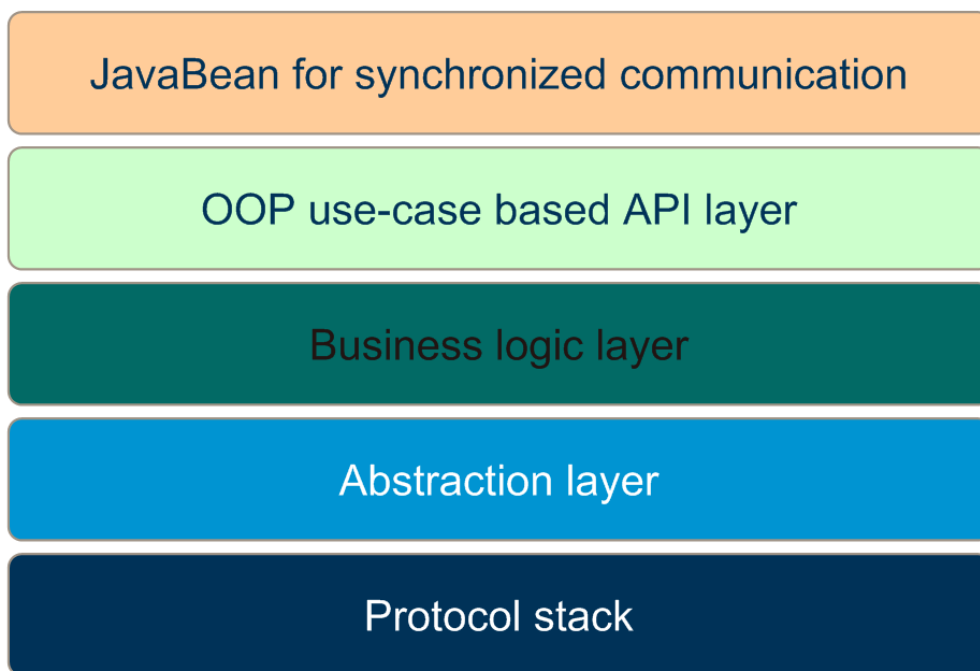 JavaBean for synchronized communication
OOP use-case based API layer
Business logic layer
Abstraction layer
Protocol stack